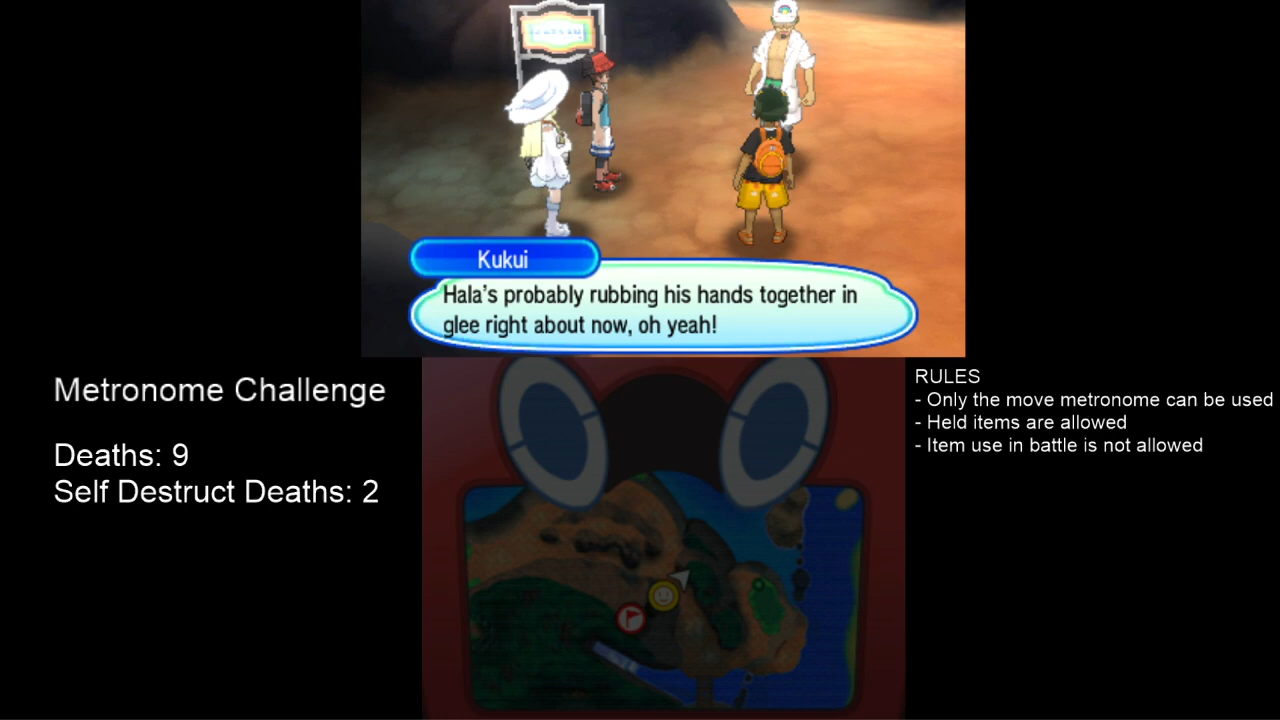 Kukui
Hala's probably rubbing his hands together in
glee right about now, oh yeah!
Metronome Challenge
Deaths: 9
Self Destruct Deaths: 2
RULES
- Only the move metronome can be used
- Held items are allowed
- Item use in battle is not allowed